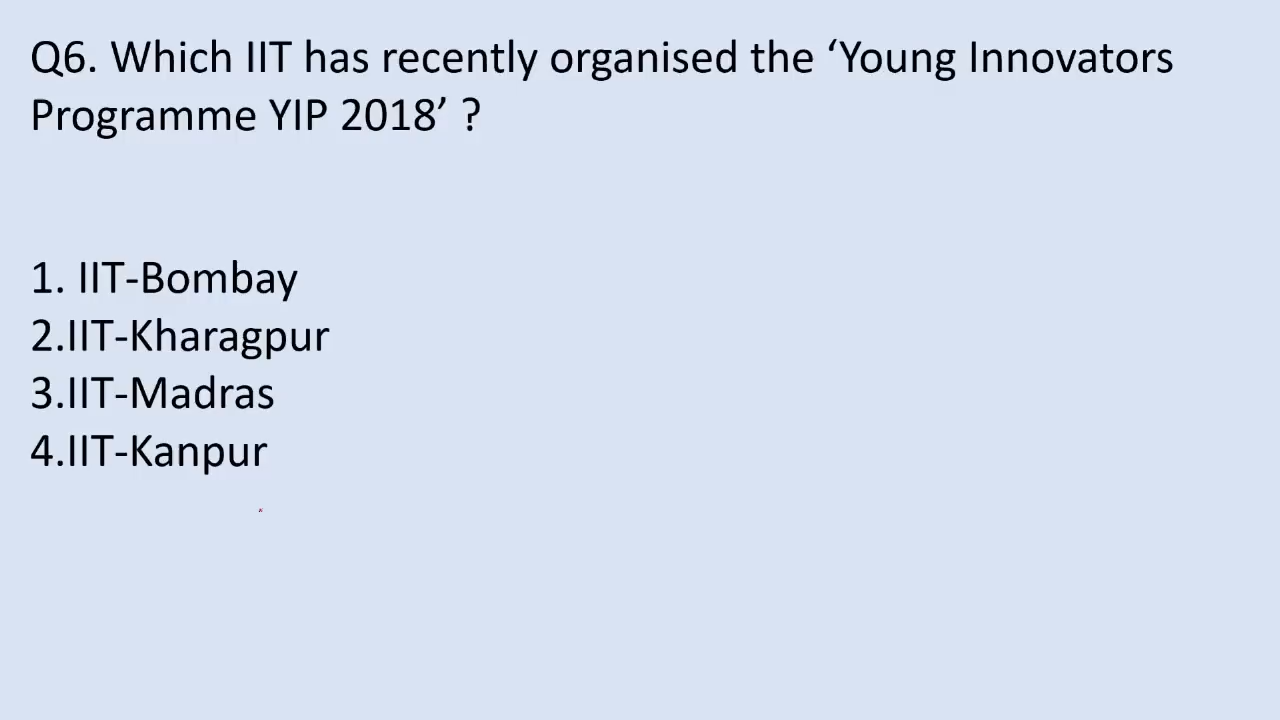 Q6. Which IIT has recently organised the ‘Young Innovators
Programme YIP 2018’ ?
1. IIT-Bombay
2.IIT-Kharagpur
3.IIT-Madras
4.IIT-Kanpur